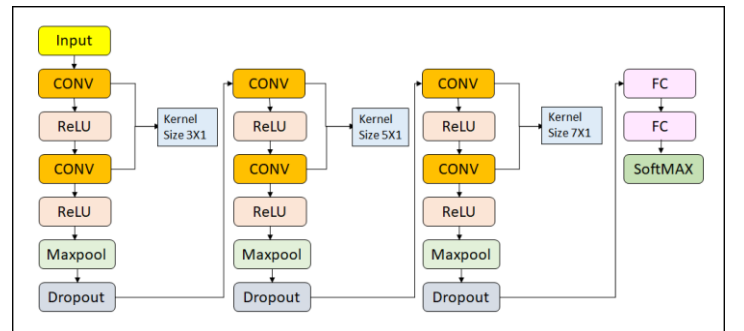 Input
CONV
ReLU
CONV
ReLU
Maxpool
Dropout
Kernel
Size 3X1
CONV
ReLU
CONV
ReLU
Maxpool
Dropout
Kernel
Size 5X1
CONV
ReLU
CONV
ReLU
Maxpool
Dropout
Kernel
Size 7X1
FC
FC
SoftMAX